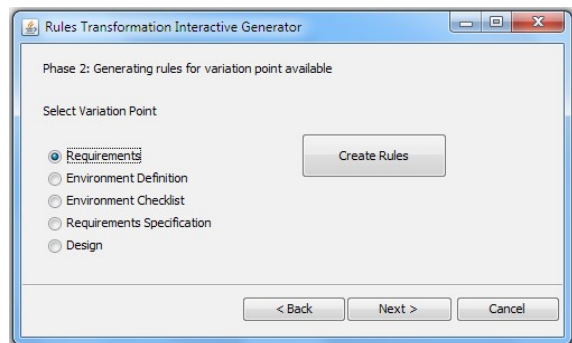 Rules Transformation Interactive Generator
Phase 2: Generating rules for variation point available
Select Variation Point
Requirements
Create Rules
Environment Definition
Environment Checklist
Requirements Specification
Design
< Back
Next >
Cancel